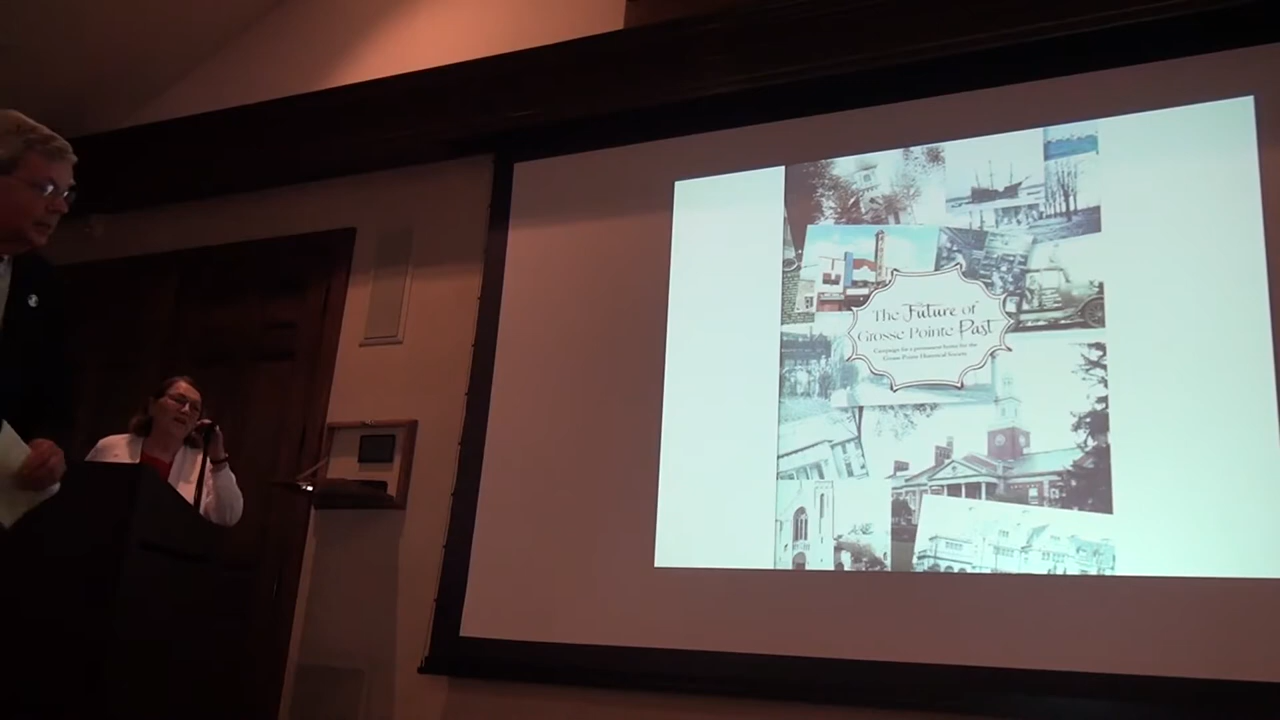 The Future of
Grosse Pointe Past
Campaign for a permanent home for the
Grosse Pointe Historical Society